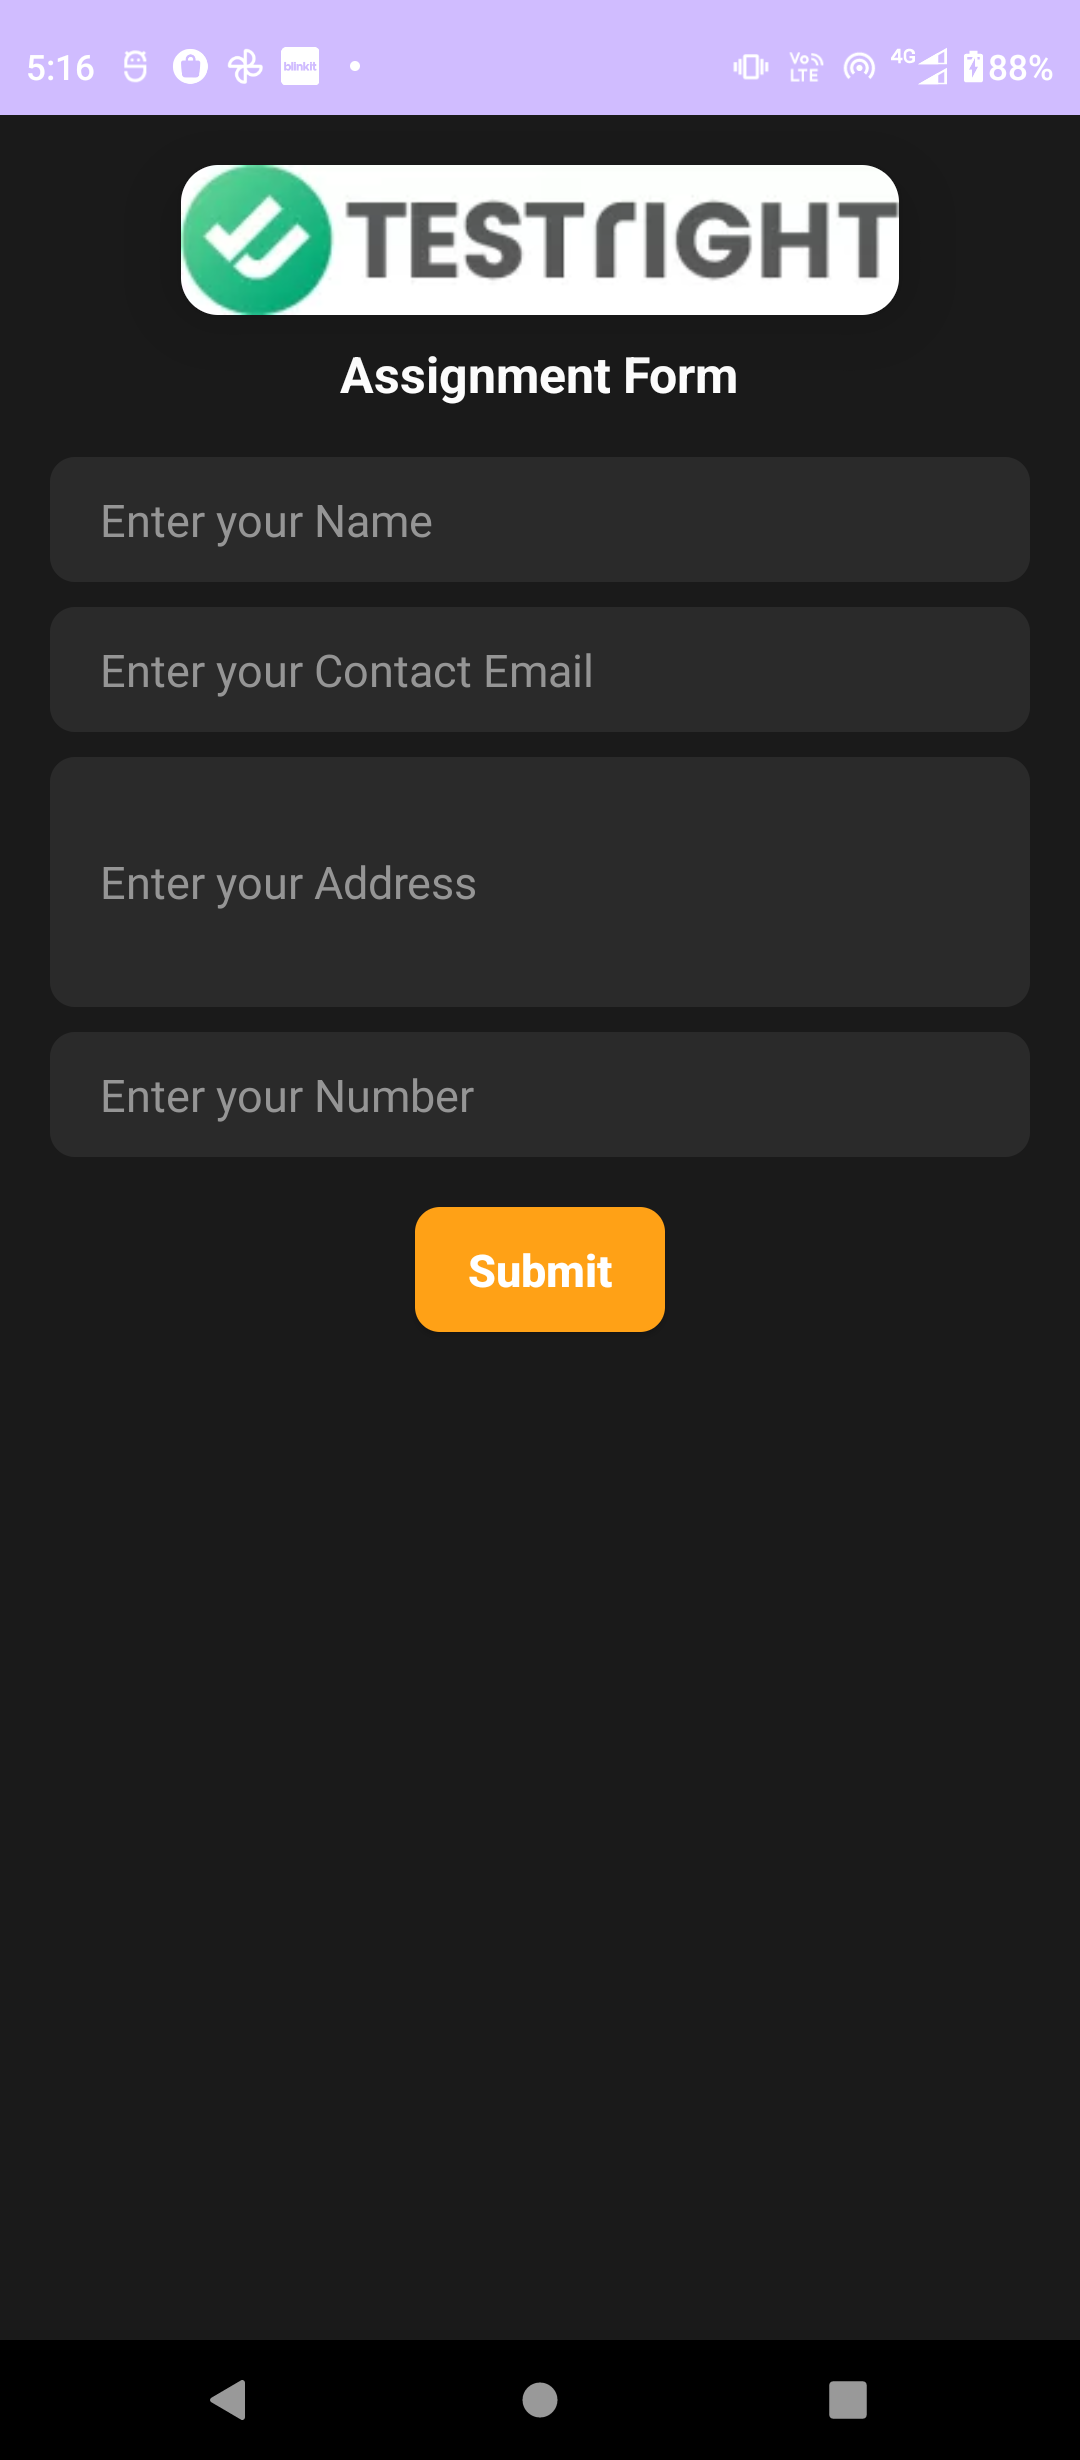 5:16 blinkit Vo LTE 4G 88%
TESTRIGHT
Assignment Form
Enter your Name
Enter your Contact Email
Enter your Address
Enter your Number
Submit